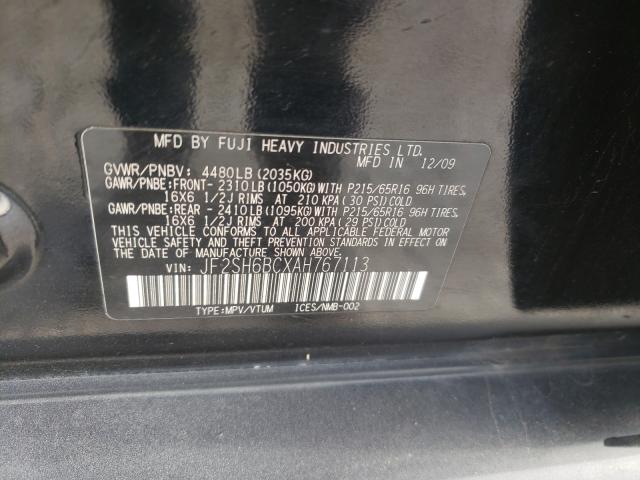 MFD BY FUJI HEAVY INDUSTRIES LTD.
MFD IN 12/09
GVWR/PNBV: 4480LB(2035KG)
GAWR/PNBE:FRONT- 2310LB(1050KG)WITH P215/65R16 96H TIRES,
16X6 1/2J RIMS AT 210 KPA(30 PSI)COLD
GAWR/PNBE:REAR - 2410LB(1095KG)WITH P215/65R16 96H TIRES,
16X6 1/2J RIMS AT 200 KPA(29 PSI)COLD
THIS VEHICLE CONFORMS TO ALL APPLICABLE FEDERAL MOTOR
VEHICLE SAFETY AND THEFT PREVENTION STANDARDS IN EFFECT
ON THE DATE OF MANUFACTURE SHOWN ABOVE.
VIN: JF2SH6BCXAH767113
TYPE:MPV/VTUM ICES/NMB-002